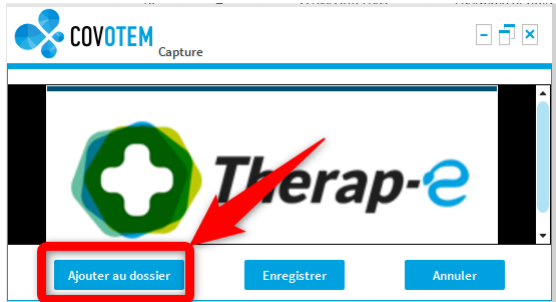 COVOTEM
Capture
Therap-e
Ajouter au dossier
Enregistrer
Annuler